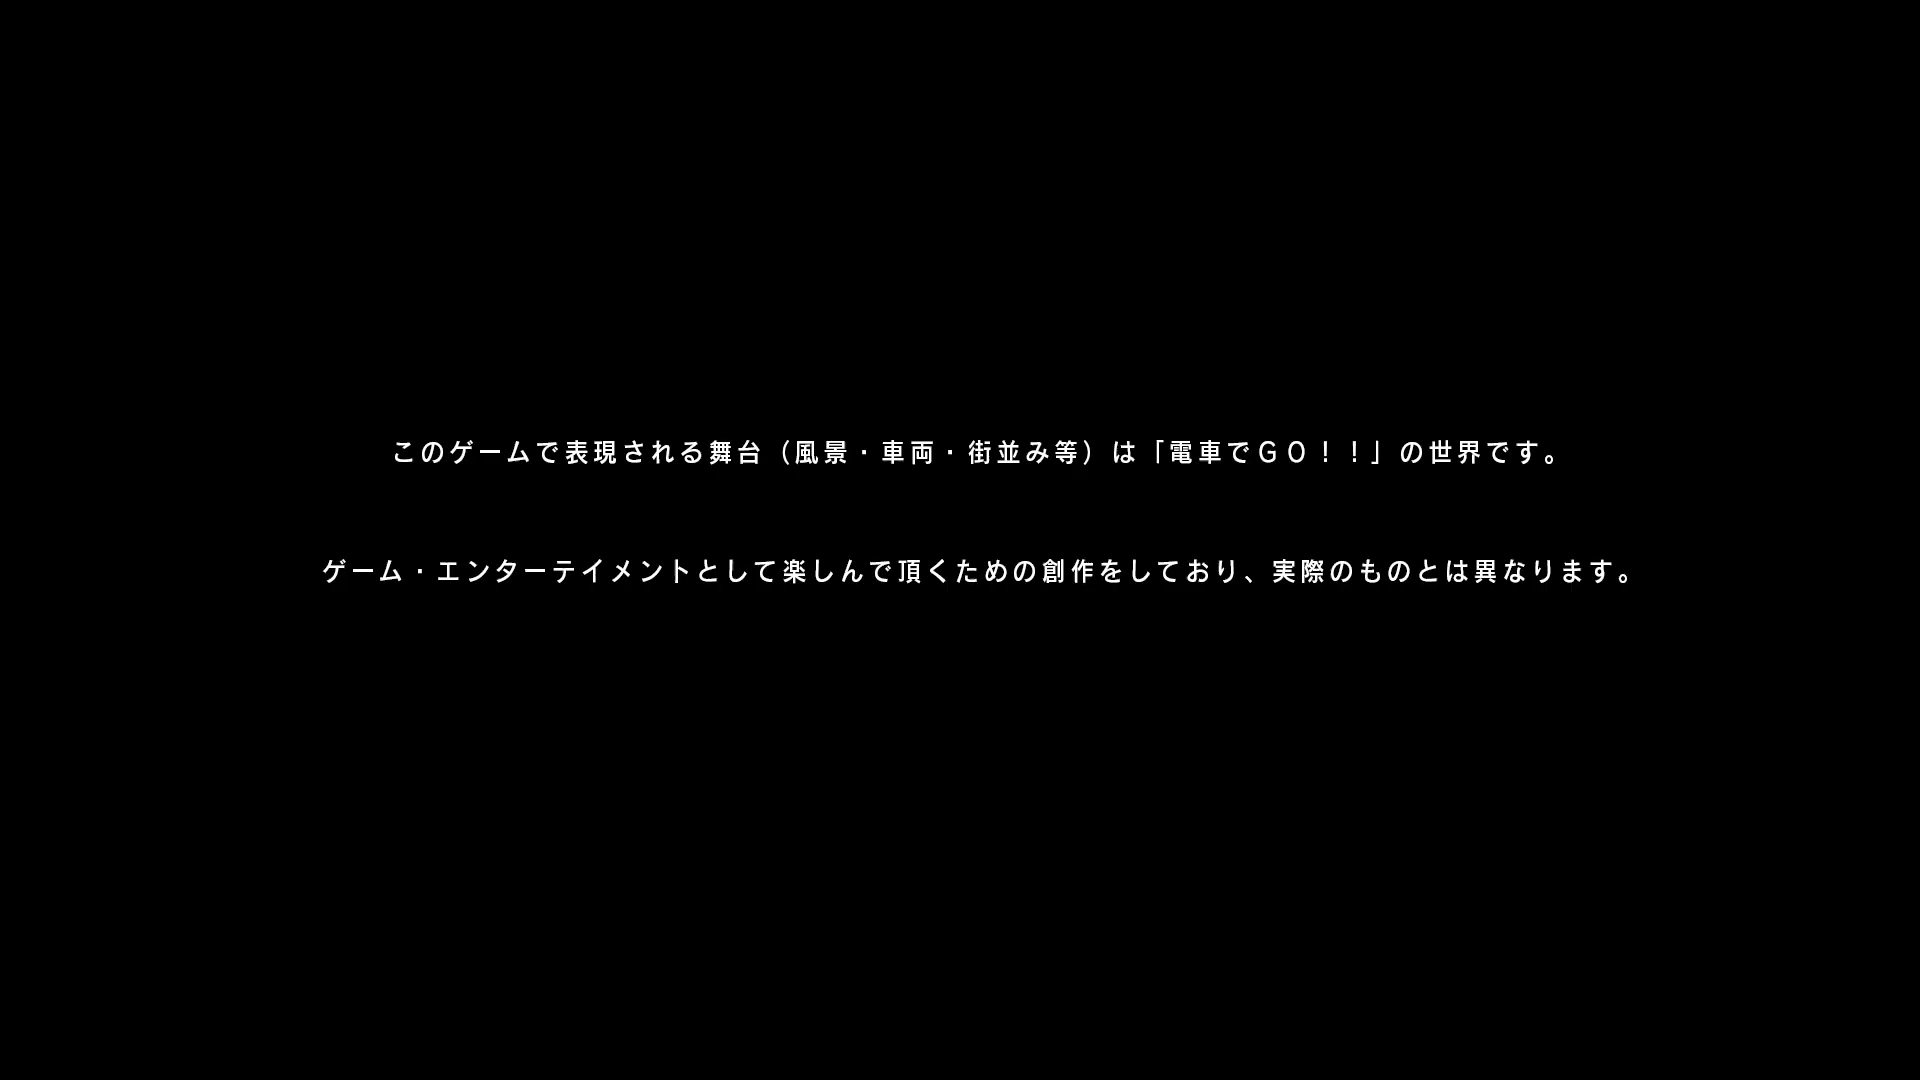 このゲームで表現される舞台（風景・車両・街並み等）は「電車でＧＯ！！」の世界です。
ゲーム・エンターテイメントとして楽しんで頂くための創作をしており、実際のものとは異なります。